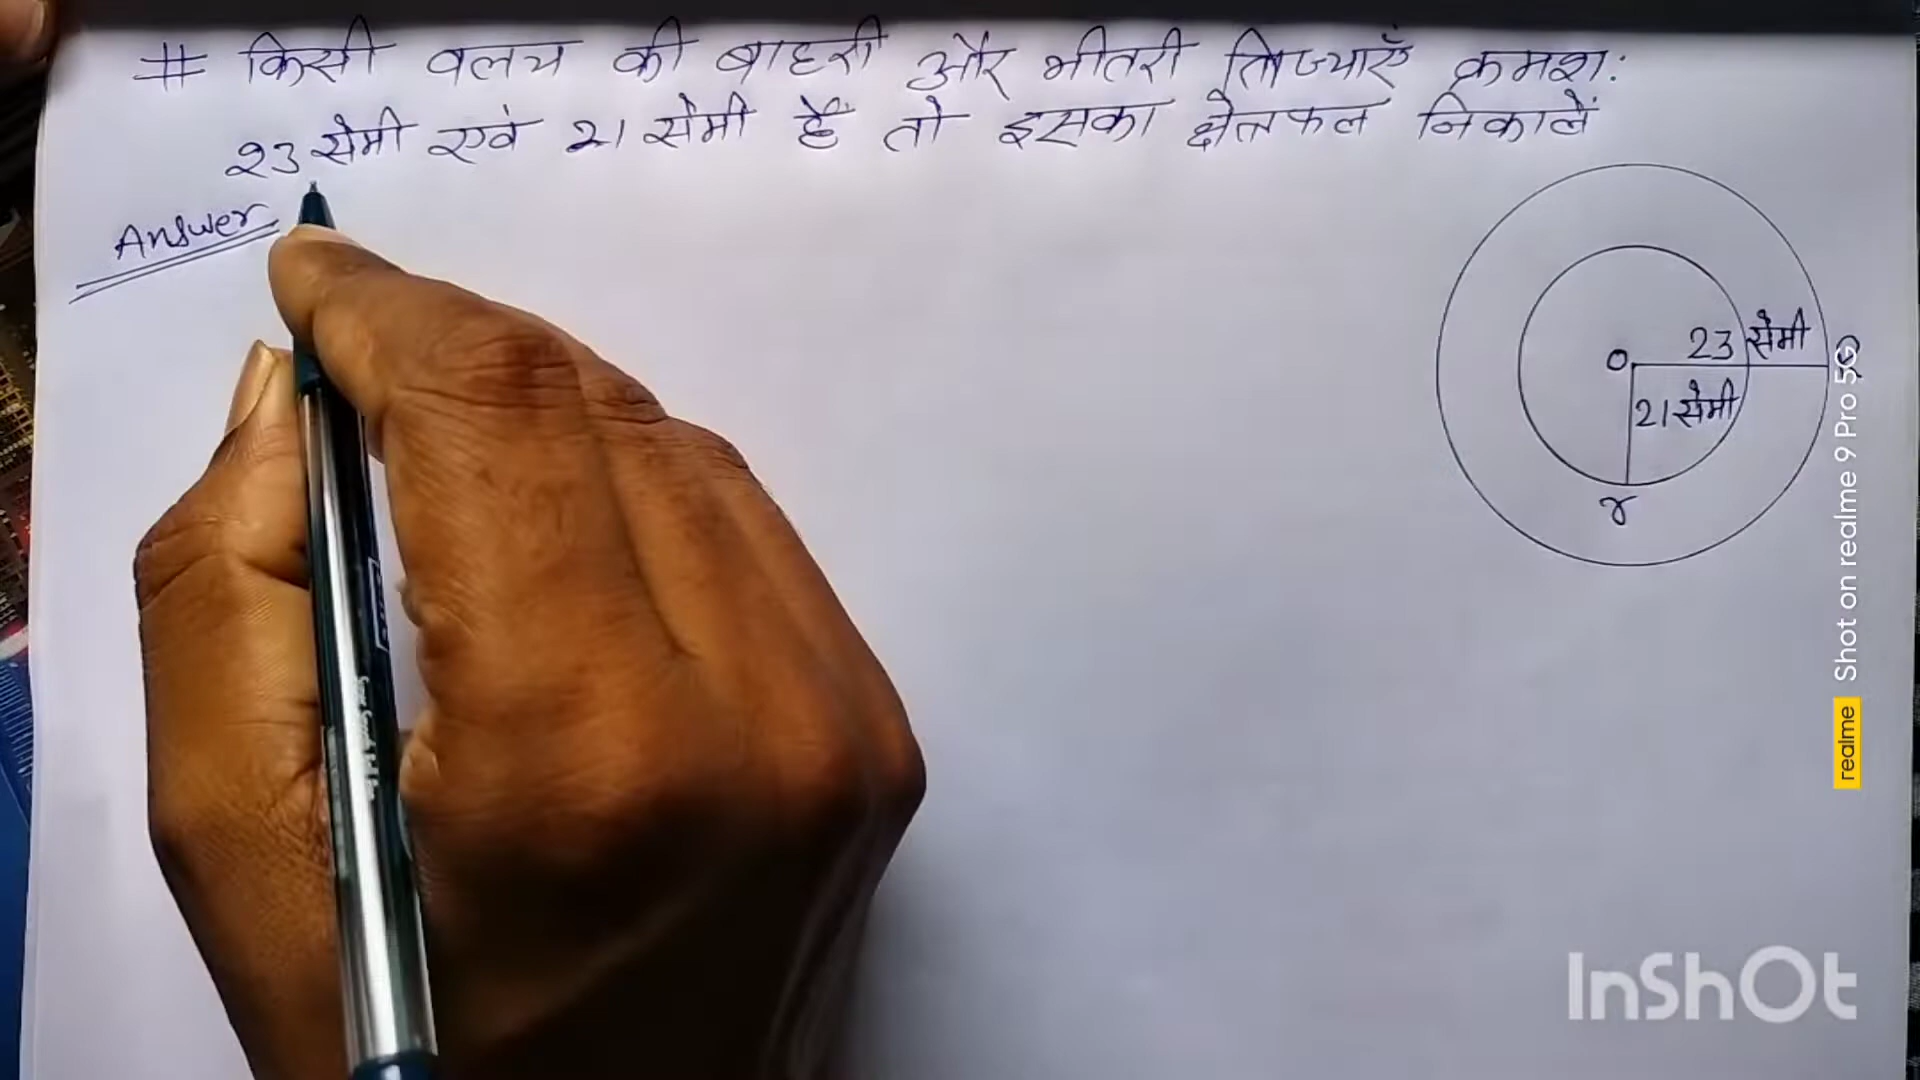 # किसी वलय की बाहरी और भीतरी त्रिज्याएँ क्रमश:
23 सेमी एवं 21 सेमी हैं तो इसका क्षेत्रफल निकालें
Answer
23 सेमी
O
21 सेमी
r
Shot on realme 9 Pro 5G
realme
InShOt